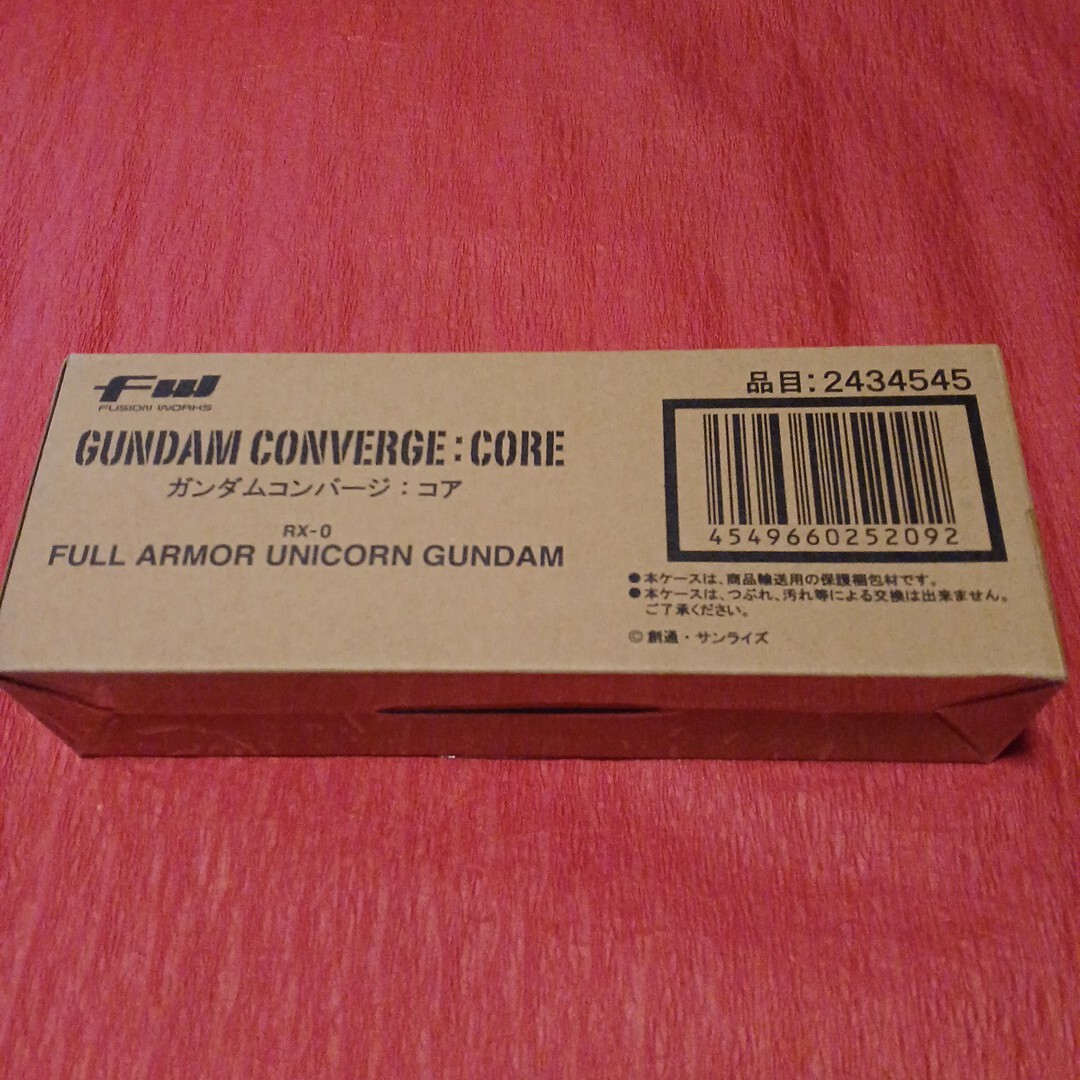 FW
FUSION WORKS
GUNDAM CONVERGE:CORE
ガンダムコンバージ:コア
RX-0
FULL ARMOR UNICORN GUNDAM
品目:2434545
4549660252092
●本ケースは、商品輸送用の保護梱包材です。
●本ケースは、つぶれ、汚れ等による交換は出来ません。
ご了承ください。
©創通・サンライズ